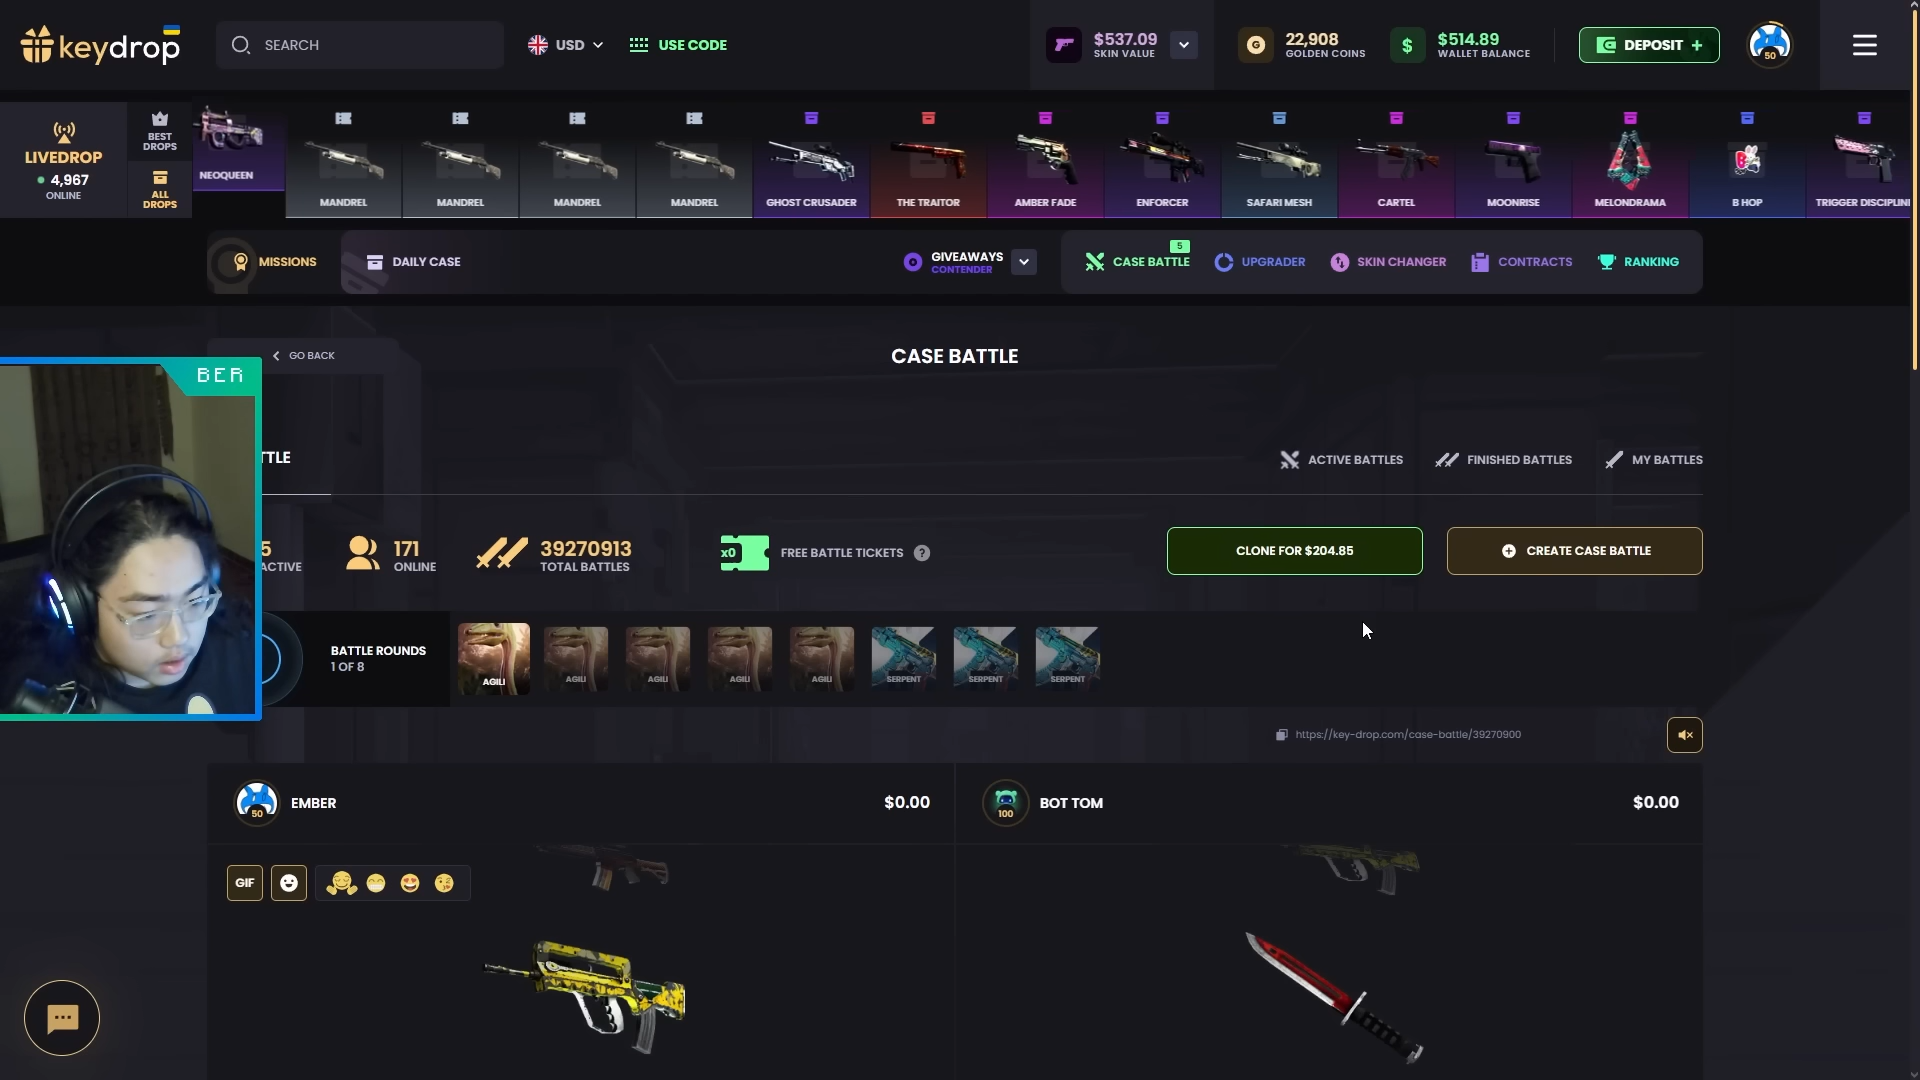 keydrop
SEARCH
USD
USE CODE
$537.09
SKIN VALUE
G
22,908
GOLDEN COINS
$
$514.89
WALLET BALANCE
DEPOSIT +
50
LIVEDROP
4,967
ONLINE
BEST
DROPS
ALL
DROPS
NEOQUEEN
MANDREL
MANDREL
MANDREL
MANDREL
GHOST CRUSADER
THE TRAITOR
AMBER FADE
ENFORCER
SAFARI MESH
CARTEL
MOONRISE
MELONDRAMA
B HOP
TRIGGER DISCIPLIN
MISSIONS
DAILY CASE
GIVEAWAYS
CONTENDER
5
CASE BATTLE
UPGRADER
SKIN CHANGER
CONTRACTS
RANKING
GO BACK
CASE BATTLE
BER
TTLE
ACTIVE BATTLES
FINISHED BATTLES
MY BATTLES
5
ACTIVE
171
ONLINE
39270913
TOTAL BATTLES
x0
FREE BATTLE TICKETS
?
CLONE FOR $204.85
CREATE CASE BATTLE
BATTLE ROUNDS
1 OF 8
AGILI
AGILI
AGILI
AGILI
AGILI
SERPENT
SERPENT
SERPENT
https://key-drop.com/case-battle/39270900
50
EMBER
$0.00
100
BOT TOM
$0.00
GIF